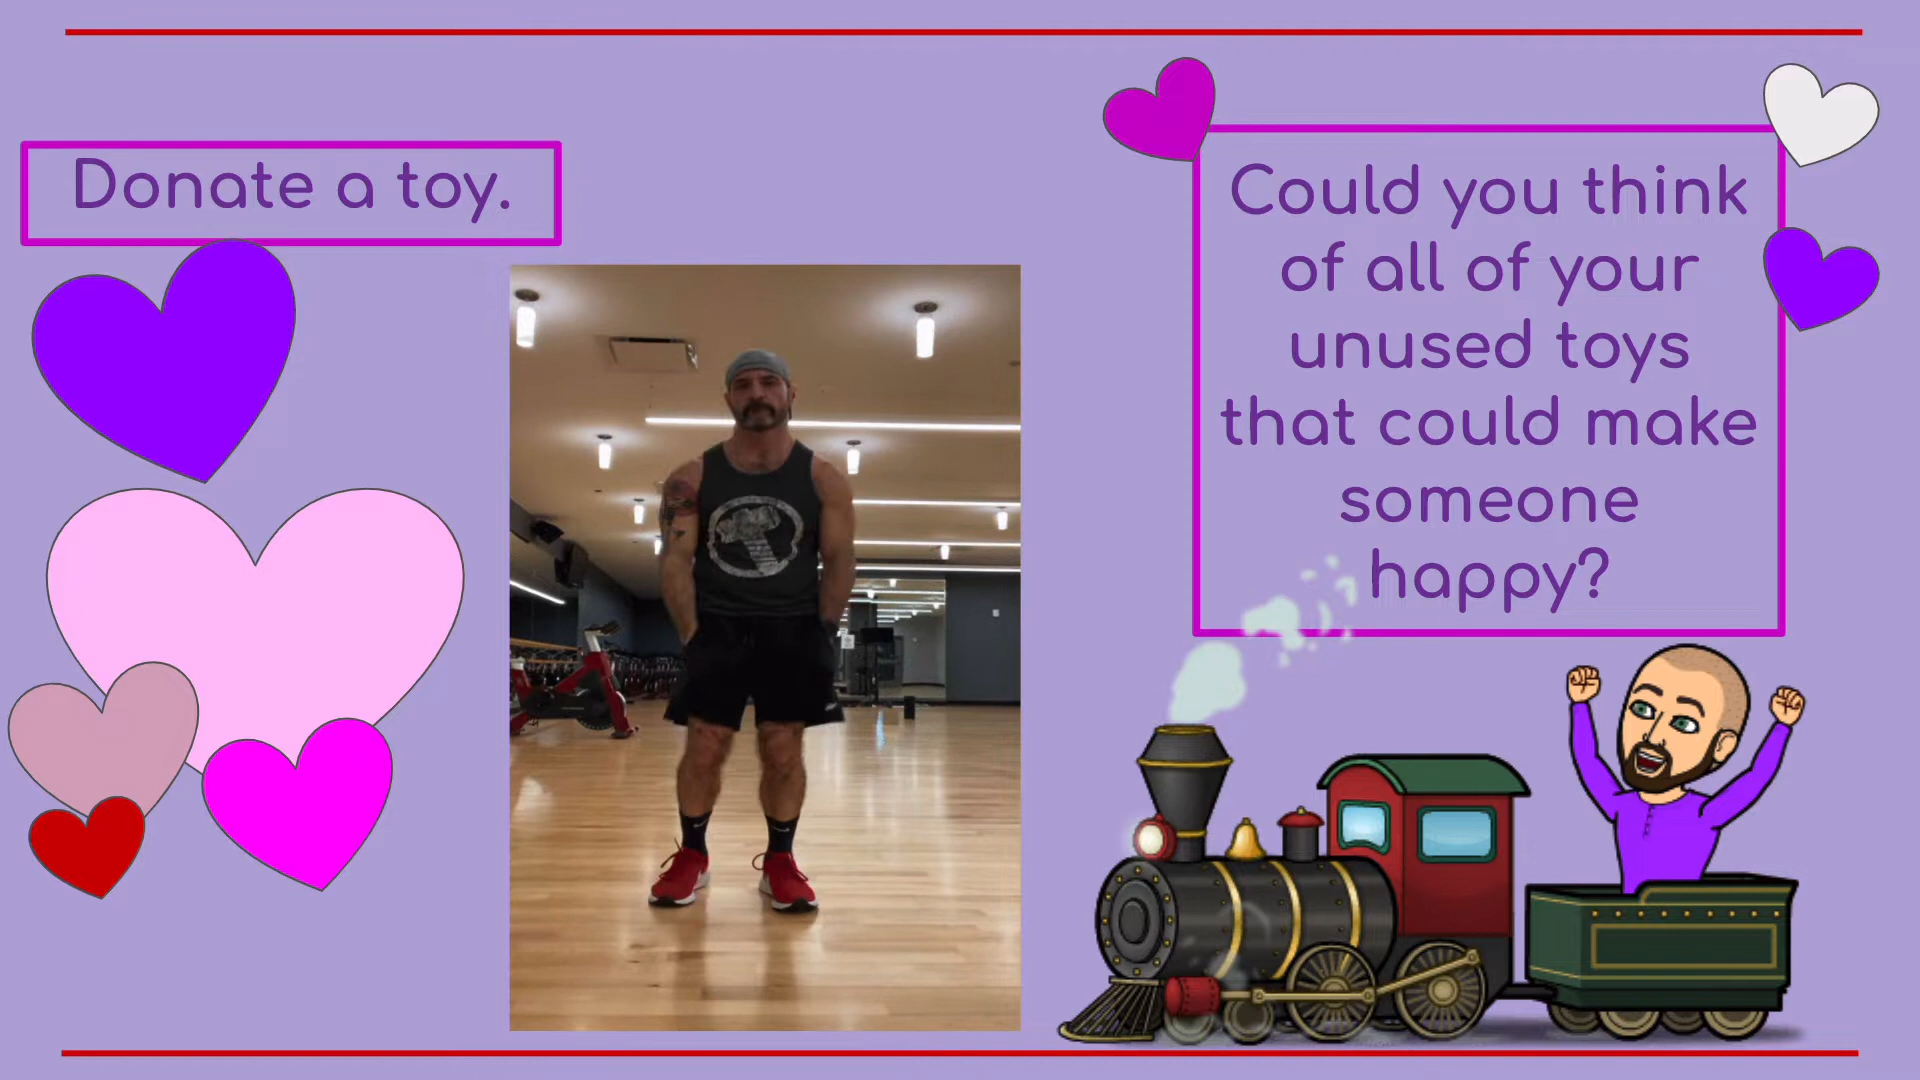 Donate a toy.
Could you think
of all of your
unused toys
that could make
someone
happy?